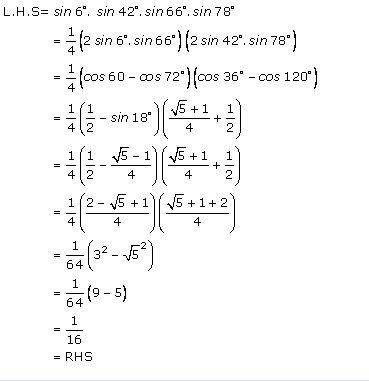 L.H.S= sin 6°. sin 42°. sin 66°. sin 78°
= 1/4 (2 sin 6°. sin 66°) (2 sin 42°. sin 78°)
= 1/4 (cos 60 – cos 72°) (cos 36° – cos 120°)
= 1/4 (1/2 – sin 18°) ((√5 + 1)/4 + 1/2)
= 1/4 (1/2 – (√5 – 1)/4) ((√5 + 1)/4 + 1/2)
= 1/4 ((2 – √5 + 1)/4) ((√5 + 1 + 2)/4)
= 1/64 (3² – √5²)
= 1/64 (9 – 5)
= 1/16
= RHS